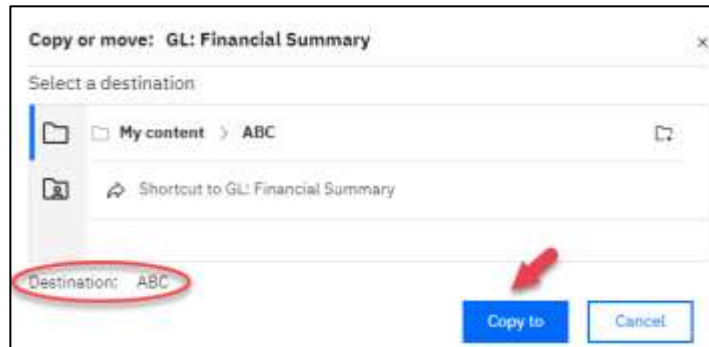 Copy or move: GL: Financial Summary
Select a destination
My content > ABC
Shortcut to GL: Financial Summary
Destination: ABC
Copy to Cancel